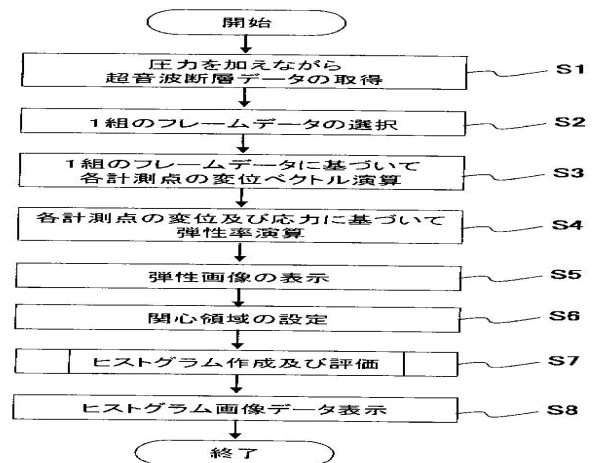 開始
圧力を加えながら
超音波断層データの取得
S1
1組のフレームデータの選択
S2
1組のフレームデータに基づいて
各計測点の変位ベクトル演算
S3
各計測点の変位及び応力に基づいて
弾性率演算
S4
弾性画像の表示
S5
関心領域の設定
S6
ヒストグラム作成及び評価
S7
ヒストグラム画像データ表示
S8
終了